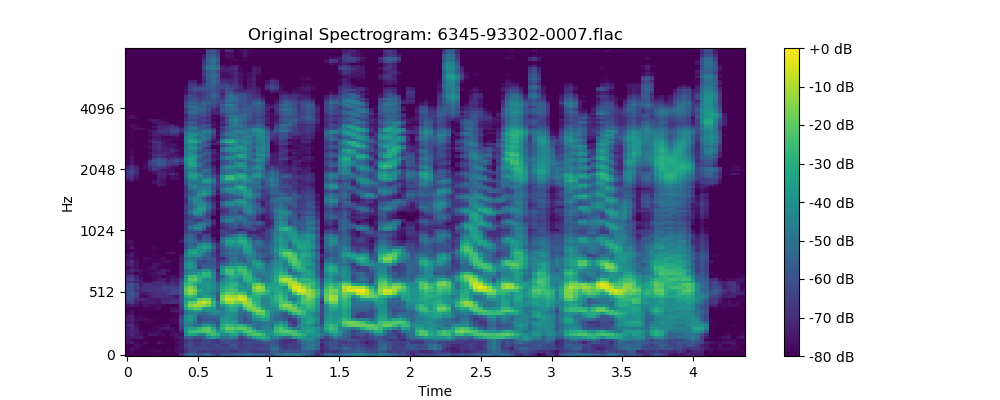 Original Spectrogram: 6345-93302-0007.flac
Hz
4096
2048
1024
512
0
0 0.5 1 1.5 2 2.5 3 3.5 4
Time
+0 dB
-10 dB
-20 dB
-30 dB
-40 dB
-50 dB
-60 dB
-70 dB
-80 dB